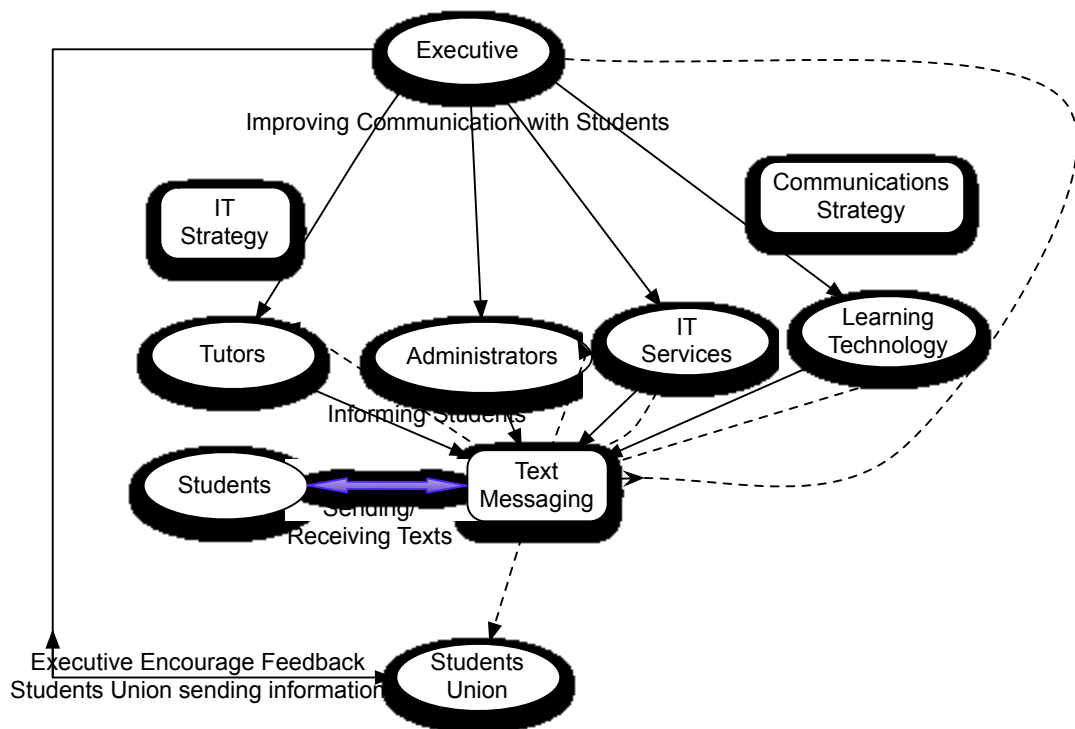 Executive
Improving Communication with Students
IT
Strategy
Communications
Strategy
Tutors
Administrators
IT
Services
Learning
Technology
Informing Students
Students
Text
Messaging
Sending/
Receiving Texts
Executive Encourage Feedback
Students Union sending information
Students
Union